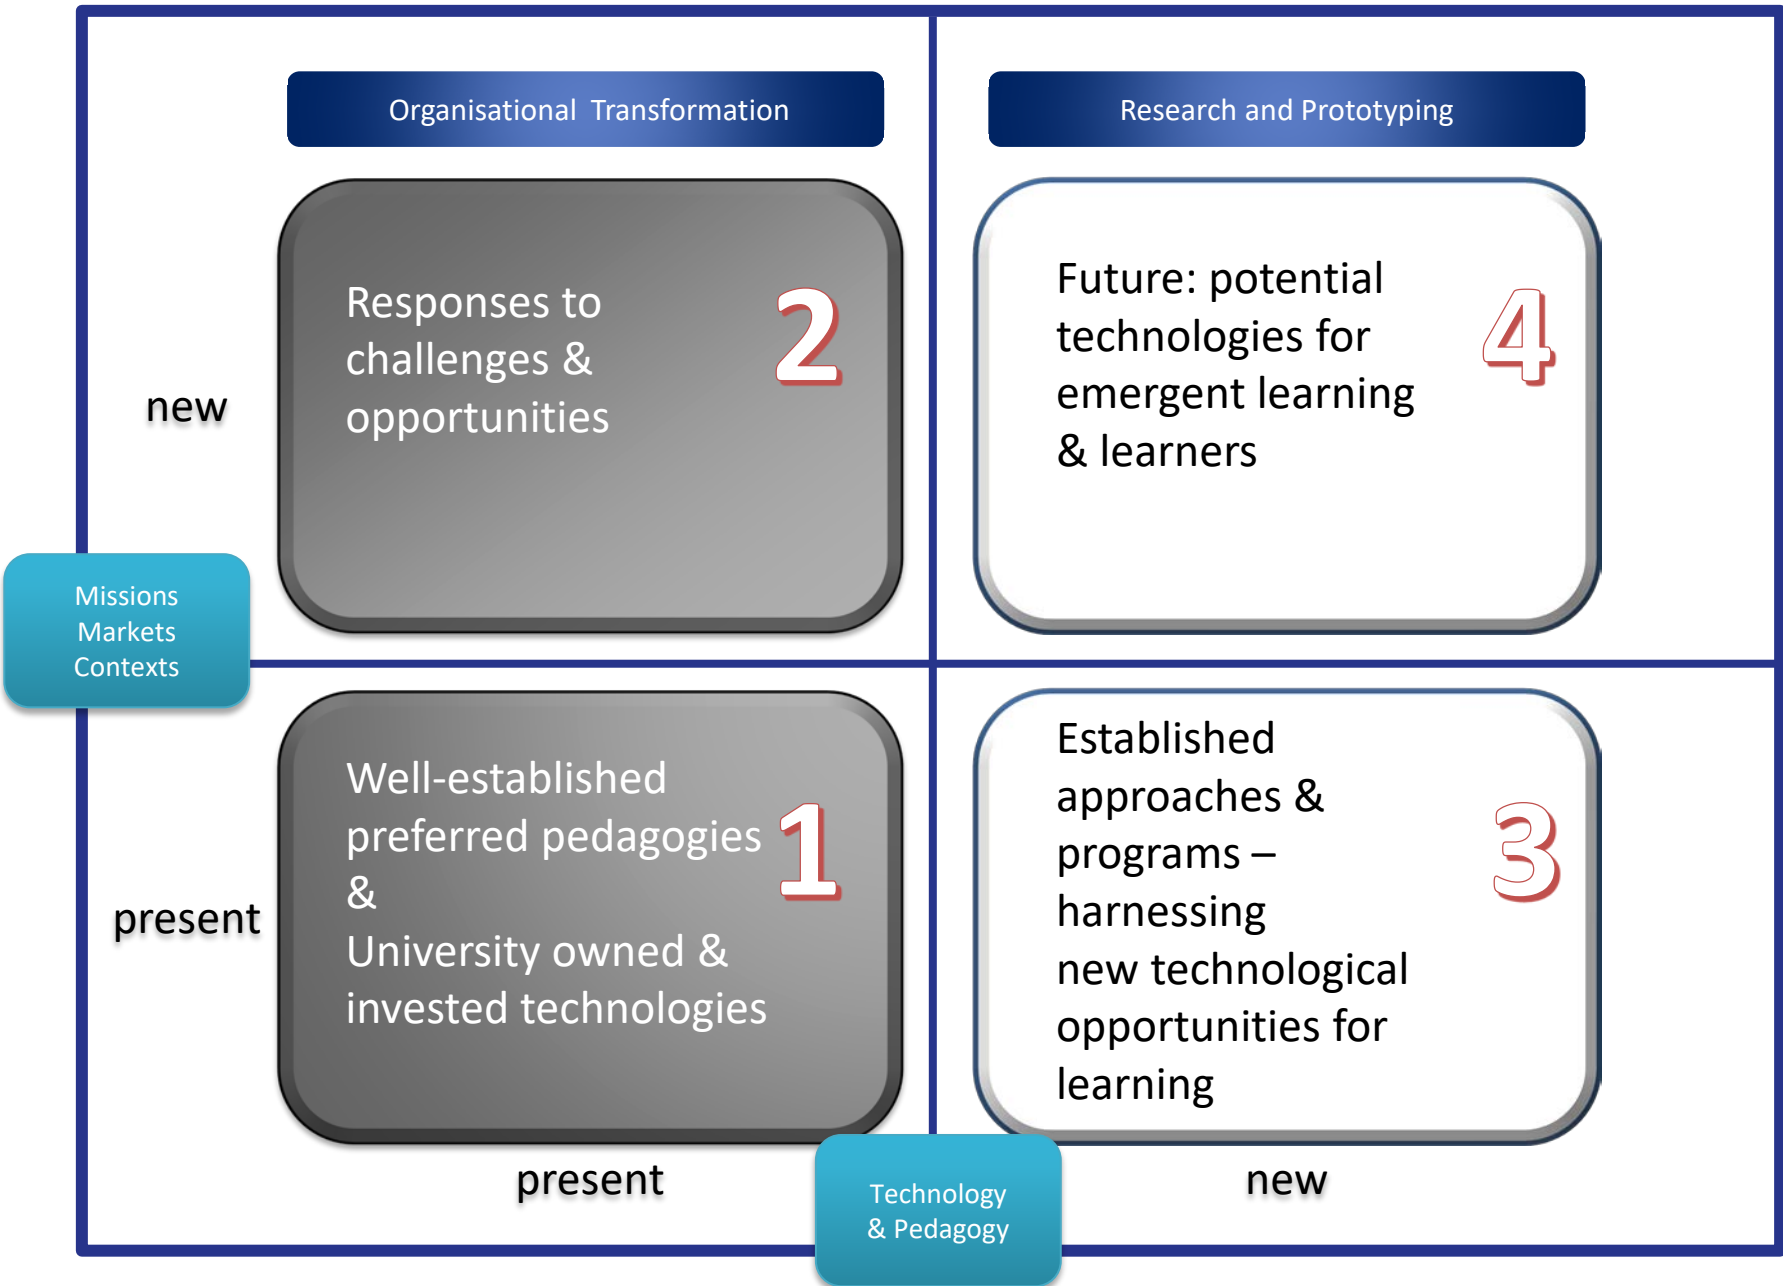 Organisational  Transformation
Research and Prototyping
Responses to
challenges &
opportunities
2
Future: potential
technologies for
emergent learning
& learners
4
new
Missions
Markets
Contexts
Well-established
preferred pedagogies
&
University owned &
invested technologies
1
Established
approaches &
programs –
harnessing
new technological
opportunities for
learning
3
present
present
Technology
& Pedagogy
new